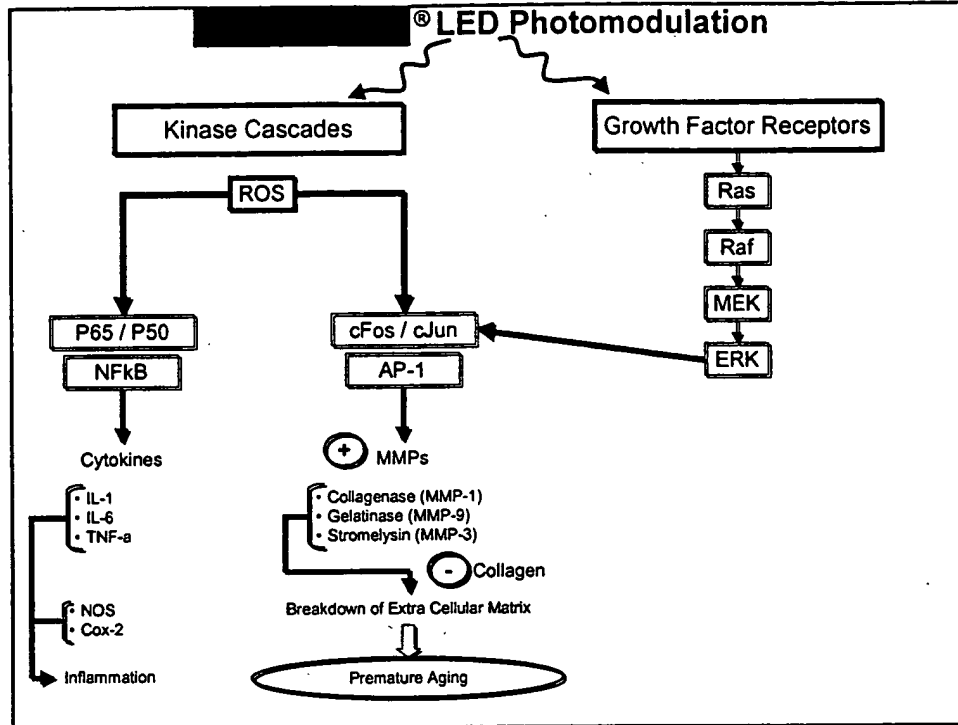 ® LED Photomodulation
Kinase Cascades
Growth Factor Receptors
ROS
Ras
Raf
MEK
ERK
P65 / P50
NFkB
cFos / cJun
AP-1
Cytokines
• IL-1
• IL-6
• TNF-a
• NOS
• Cox-2
Inflammation
+ MMPs
• Collagenase (MMP-1)
• Gelatinase (MMP-9)
• Stromelysin (MMP-3)
- Collagen
Breakdown of Extra Cellular Matrix
Premature Aging